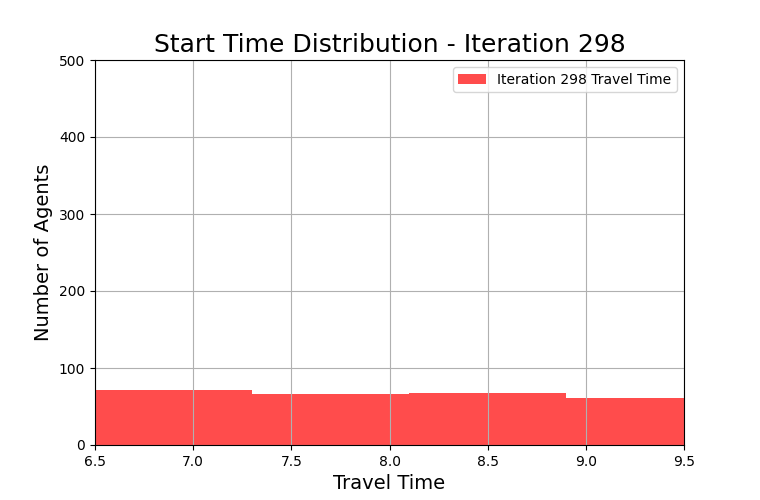 Start Time Distribution - Iteration 298
Iteration 298 Travel Time
Number of Agents
500
400
300
200
100
0
6.5 7.0 7.5 8.0 8.5 9.0 9.5
Travel Time